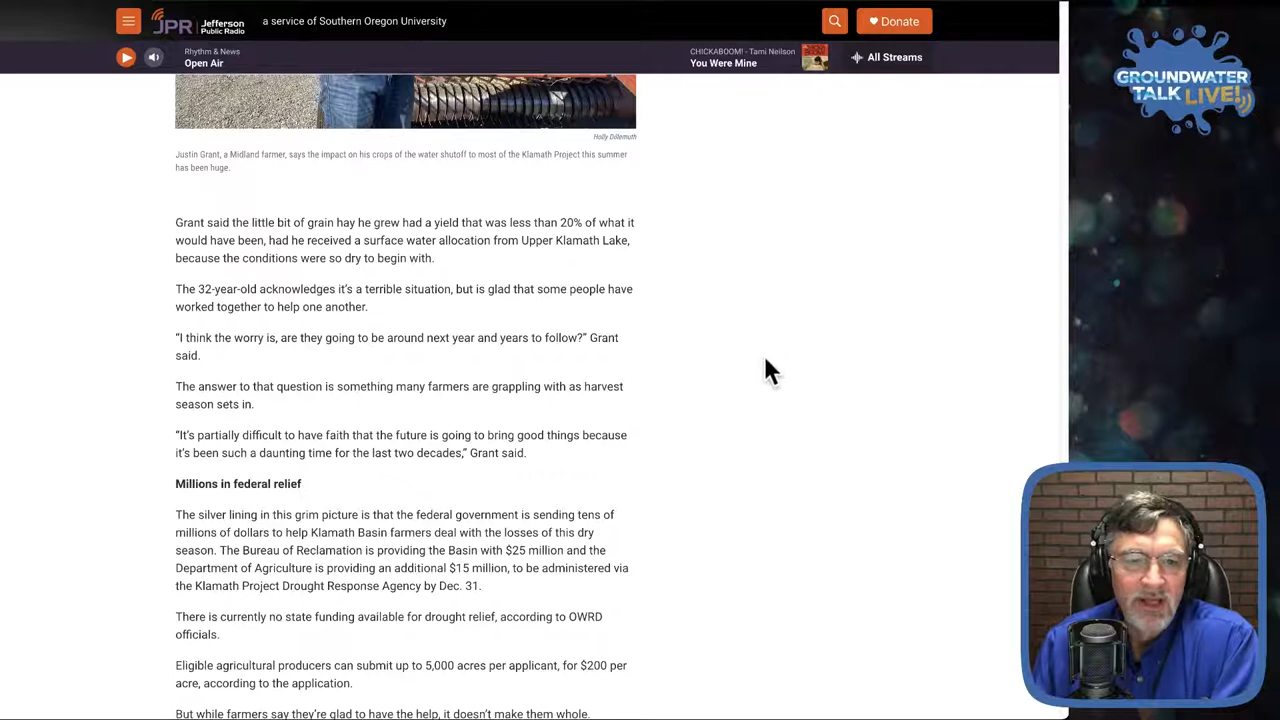 JPR
Jefferson
Public Radio
a service of Southern Oregon University
Donate
Rhythm & News
Open Air
CHICKABOOM! - Tami Neilson
You Were Mine
All Streams
GROUNDWATER
TALK LIVE!
Holly Dillemuth
Justin Grant, a Midland farmer, says the impact on his crops of the water shutoff to most of the Klamath Project this summer
has been huge.
Grant said the little bit of grain hay he grew had a yield that was less than 20% of what it
would have been, had he received a surface water allocation from Upper Klamath Lake,
because the conditions were so dry to begin with.
The 32-year-old acknowledges it’s a terrible situation, but is glad that some people have
worked together to help one another.
“I think the worry is, are they going to be around next year and years to follow?” Grant
said.
The answer to that question is something many farmers are grappling with as harvest
season sets in.
“It’s partially difficult to have faith that the future is going to bring good things because
it’s been such a daunting time for the last two decades,” Grant said.
Millions in federal relief
The silver lining in this grim picture is that the federal government is sending tens of
millions of dollars to help Klamath Basin farmers deal with the losses of this dry
season. The Bureau of Reclamation is providing the Basin with $25 million and the
Department of Agriculture is providing an additional $15 million, to be administered via
the Klamath Project Drought Response Agency by Dec. 31.
There is currently no state funding available for drought relief, according to OWRD
officials.
Eligible agricultural producers can submit up to 5,000 acres per applicant, for $200 per
acre, according to the application.
But while farmers say they’re glad to have the help, it doesn’t make them whole.